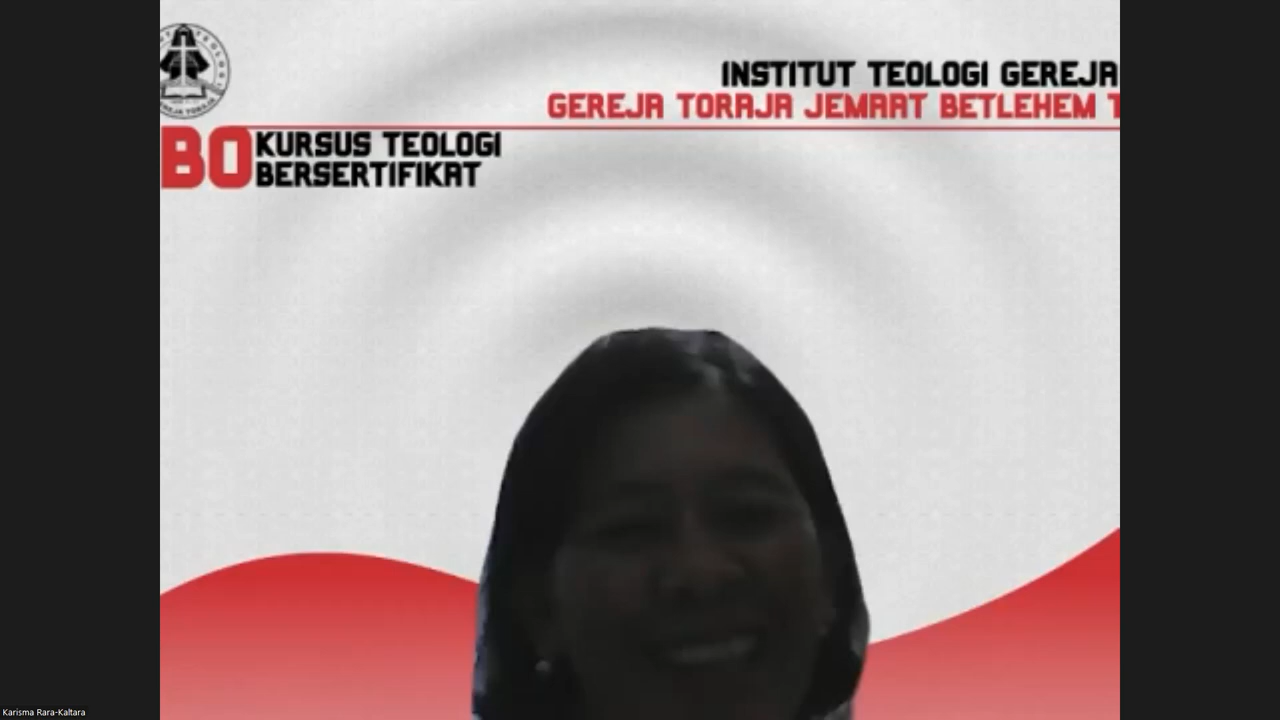 INSTITUT TEOLOGI GEREJA
GEREJA TORAJA JEMAAT BETLEHEM T
BO KURSUS TEOLOGI
BERSERTIFIKAT
Karisma Rara-Kaltara